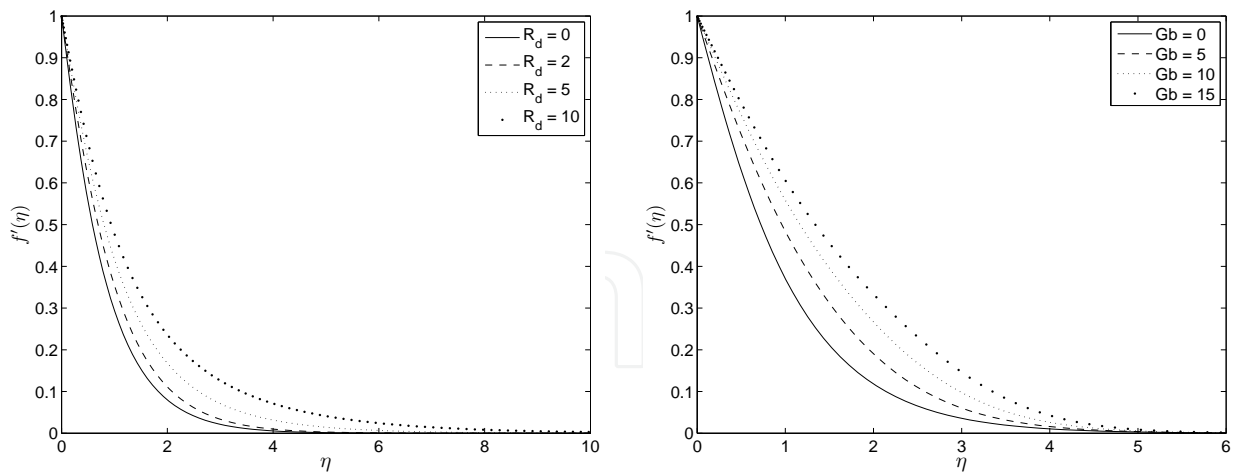 1
0.9
0.8
0.7
0.6
0.5
0.4
0.3
0.2
0.1
0
f′(η)
0 2 4 6 8 10
η
R_d = 0
R_d = 2
R_d = 5
R_d = 10
1
0.9
0.8
0.7
0.6
0.5
0.4
0.3
0.2
0.1
0
f′(η)
0 1 2 3 4 5 6
η
Gb = 0
Gb = 5
Gb = 10
Gb = 15